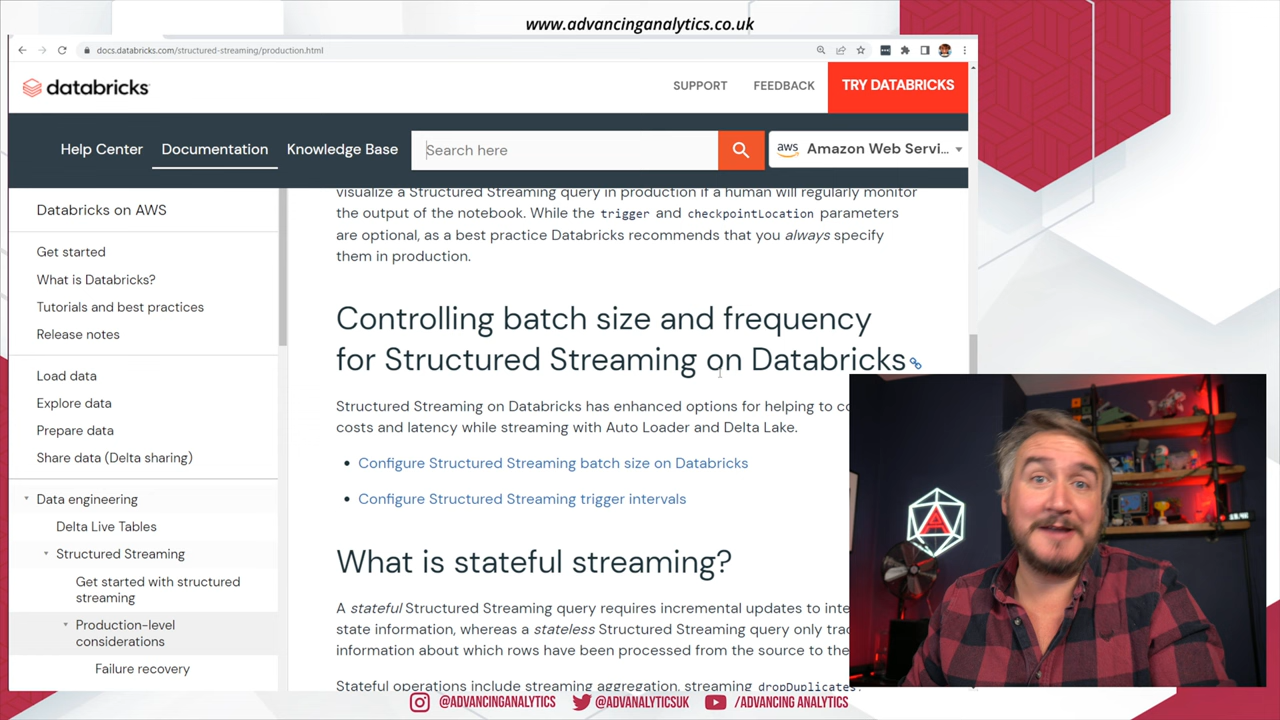 www.advancinganalytics.co.uk
docs.databricks.com/structured-streaming/production.html
databricks
SUPPORT
FEEDBACK
TRY DATABRICKS
Help Center
Documentation
Knowledge Base
Search here
aws
Amazon Web Servi...
Databricks on AWS
Get started
What is Databricks?
Tutorials and best practices
Release notes
Load data
Explore data
Prepare data
Share data (Delta sharing)
Data engineering
Delta Live Tables
Structured Streaming
Get started with structured
streaming
Production-level
considerations
Failure recovery
visualize a Structured Streaming query in production if a human will regularly monitor
the output of the notebook. While the trigger and checkpointLocation parameters
are optional, as a best practice Databricks recommends that you always specify
them in production.
Controlling batch size and frequency
for Structured Streaming on Databricks
Structured Streaming on Databricks has enhanced options for helping to co
costs and latency while streaming with Auto Loader and Delta Lake.
Configure Structured Streaming batch size on Databricks
Configure Structured Streaming trigger intervals
What is stateful streaming?
A stateful Structured Streaming query requires incremental updates to inte
state information, whereas a stateless Structured Streaming query only trac
information about which rows have been processed from the source to the
Stateful operations include streaming aggregation, streaming dropDuplicates,
A
@ADVANCINGANALYTICS
@ADVANALYTICSUK
/ADVANCING ANALYTICS